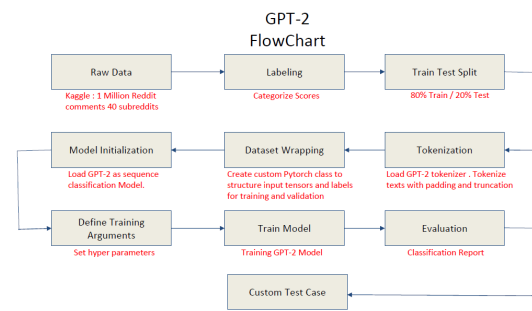 GPT-2
FlowChart
Raw Data
Kaggle : 1 Million Reddit
comments 40 subreddits
Labeling
Categorize Scores
Train Test Split
80% Train / 20% Test
Model Initialization
Load GPT-2 as sequence
classification Model.
Dataset Wrapping
Create custom Pytorch class to
structure input tensors and labels
for training and validation
Tokenization
Load GPT-2 tokenizer . Tokenize
texts with padding and truncation
Define Training
Arguments
Set hyper parameters
Train Model
Training GPT-2 Model
Evaluation
Classification Report
Custom Test Case